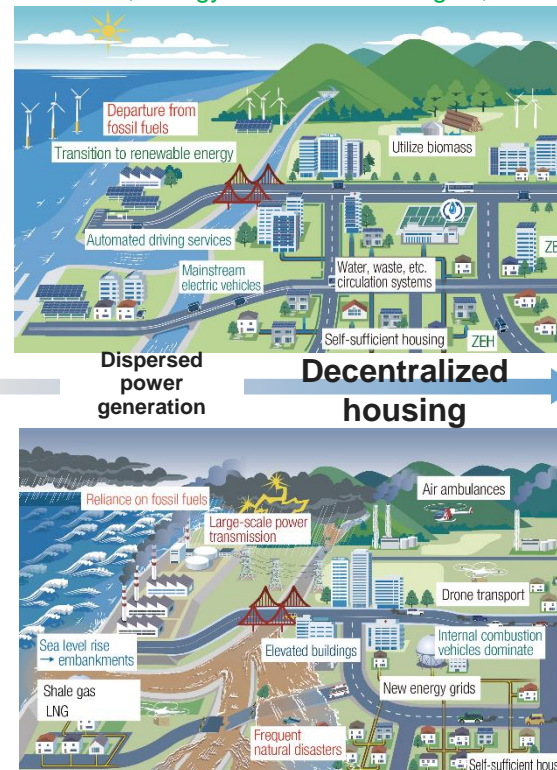 Departure from
fossil fuels
Transition to renewable energy
Utilize biomass
Automated driving services
Mainstream
electric vehicles
Water, waste, etc.
circulation systems
Self-sufficient housing
ZEH
Dispersed
power
generation
Decentralized
housing
Reliance on fossil fuels
Air ambulances
Large-scale power
transmission
Drone transport
Sea level rise
→ embankments
Elevated buildings
Internal combustion
vehicles dominate
Shale gas
LNG
New energy grids
Frequent
natural disasters